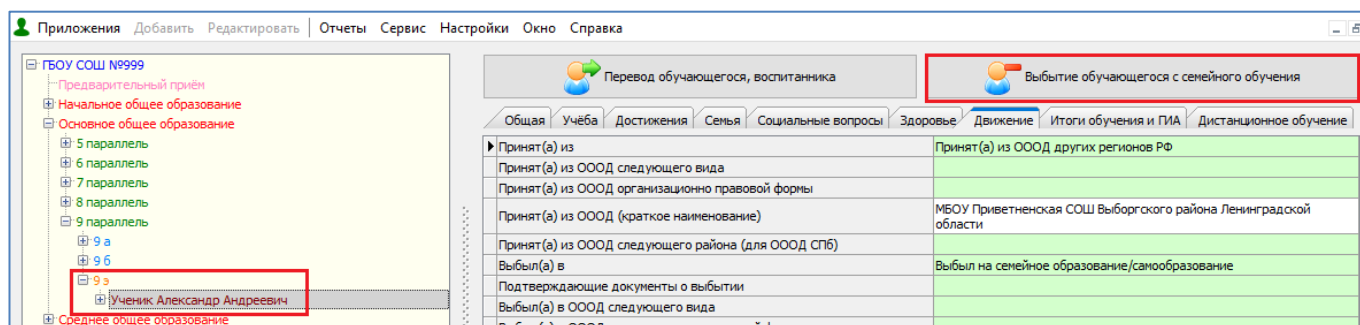 Приложения Добавить Редактировать Отчеты Сервис Настройки Окно Справка
ГБОУ СОШ №999
Предварительный приём
Начальное общее образование
Основное общее образование
5 параллель
6 параллель
7 параллель
8 параллель
9 параллель
9 а
9 б
9 э
Ученик Александр Андреевич
Среднее общее образование
Перевод обучающегося, воспитанника
Выбытие обучающегося с семейного обучения
Общая Учёба Достижения Семья Социальные вопросы Здоровье Движение Итоги обучения и ГИА Дистанционное обучение
Принят(а) из Принят(а) из ОООД других регионов РФ
Принят(а) из ОООД следующего вида
Принят(а) из ОООД организационно правовой формы
Принят(а) из ОООД (краткое наименование) МБОУ Приветненская СОШ Выборгского района Ленинградской
области
Принят(а) из ОООД следующего района (для ОООД СПб)
Выбыл(а) в Выбыл на семейное образование/самообразование
Подтверждающие документы о выбытии
Выбыл(а) в ОООД следующего вида